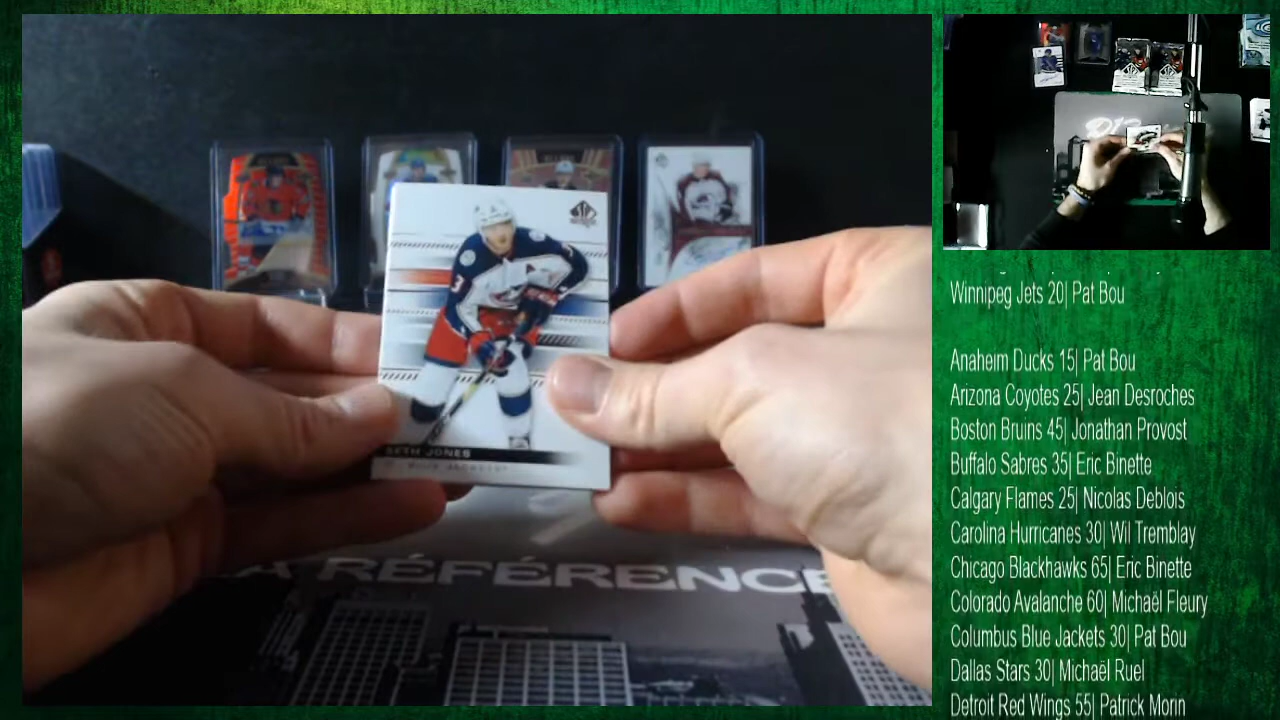 SETH JONES
LA RÉFÉRENCE
Winnipeg Jets 20| Pat Bou
Anaheim Ducks 15| Pat Bou
Arizona Coyotes 25| Jean Desroches
Boston Bruins 45| Jonathan Provost
Buffalo Sabres 35| Eric Binette
Calgary Flames 25| Nicolas Deblois
Carolina Hurricanes 30| Wil Tremblay
Chicago Blackhawks 65| Eric Binette
Colorado Avalanche 60| Michaël Fleury
Columbus Blue Jackets 30| Pat Bou
Dallas Stars 30| Michaël Ruel
Detroit Red Wings 55| Patrick Morin